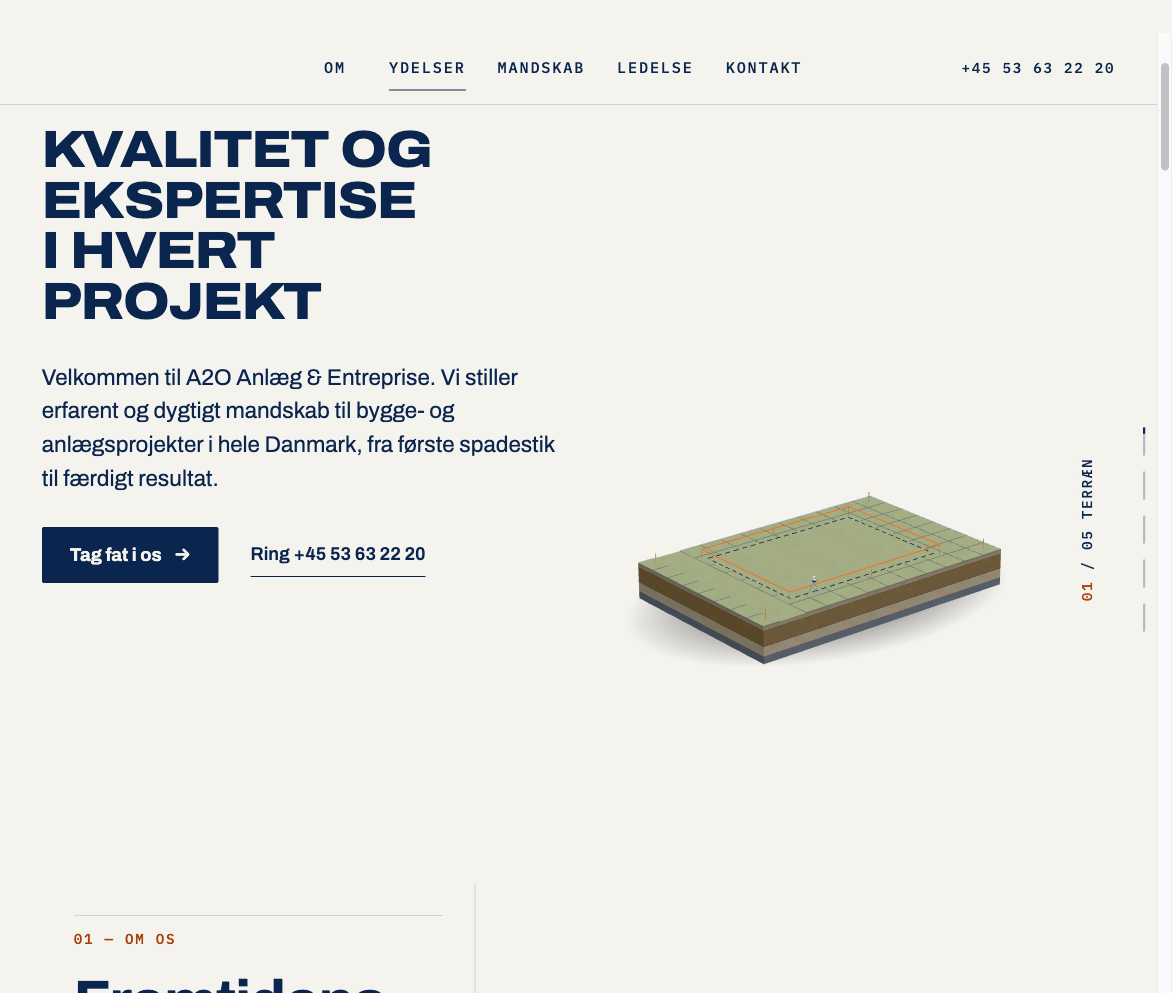 OM YDELSER MANDSKAB LEDELSE KONTAKT +45 53 63 22 20
KVALITET OG
EKSPERTISE
I HVERT
PROJEKT
Velkommen til A2O Anlæg & Entreprise. Vi stiller
erfarent og dygtigt mandskab til bygge- og
anlægsprojekter i hele Danmark, fra første spadestik
til færdigt resultat.
Tag fat i os →
Ring +45 53 63 22 20
01 / 05 TERRÆN
01 — OM OS
Fremtidens